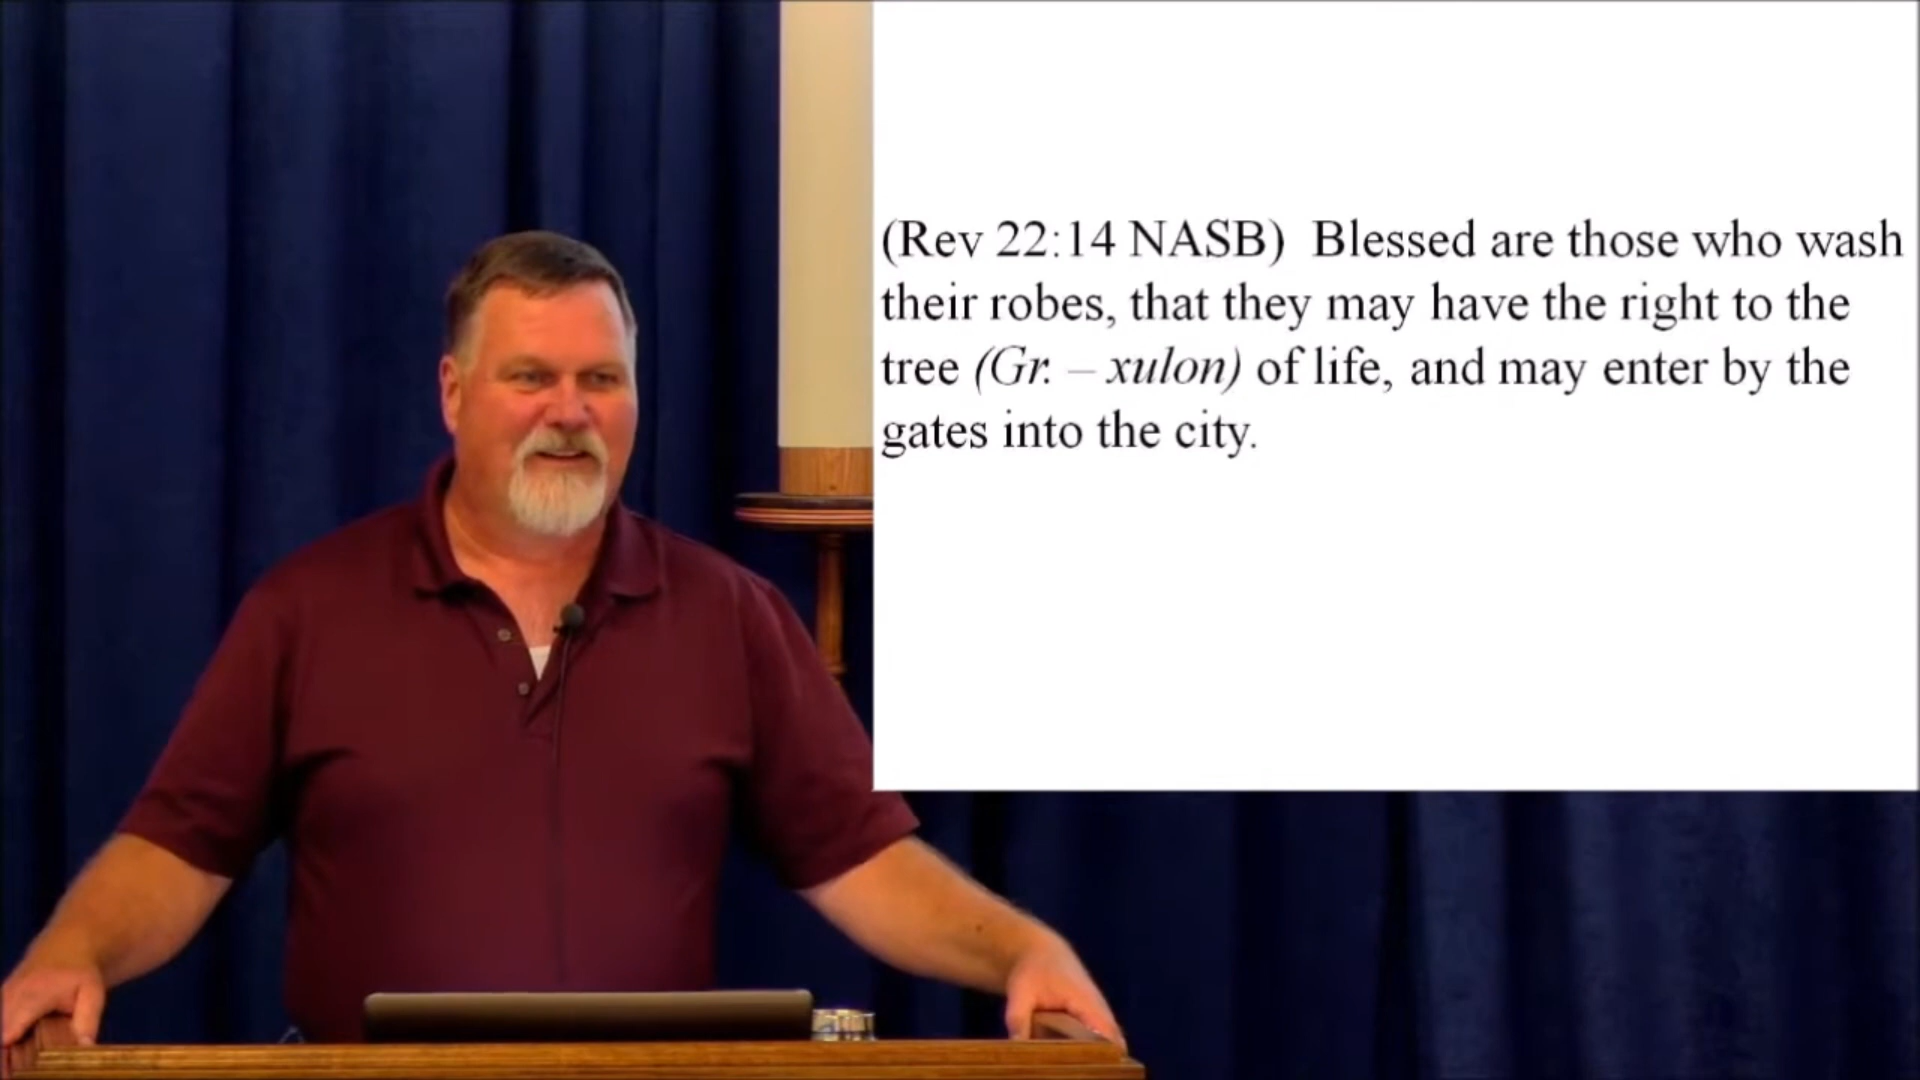 (Rev 22:14 NASB)  Blessed are those who wash
their robes, that they may have the right to the
tree (Gr. – xulon) of life, and may enter by the
gates into the city.